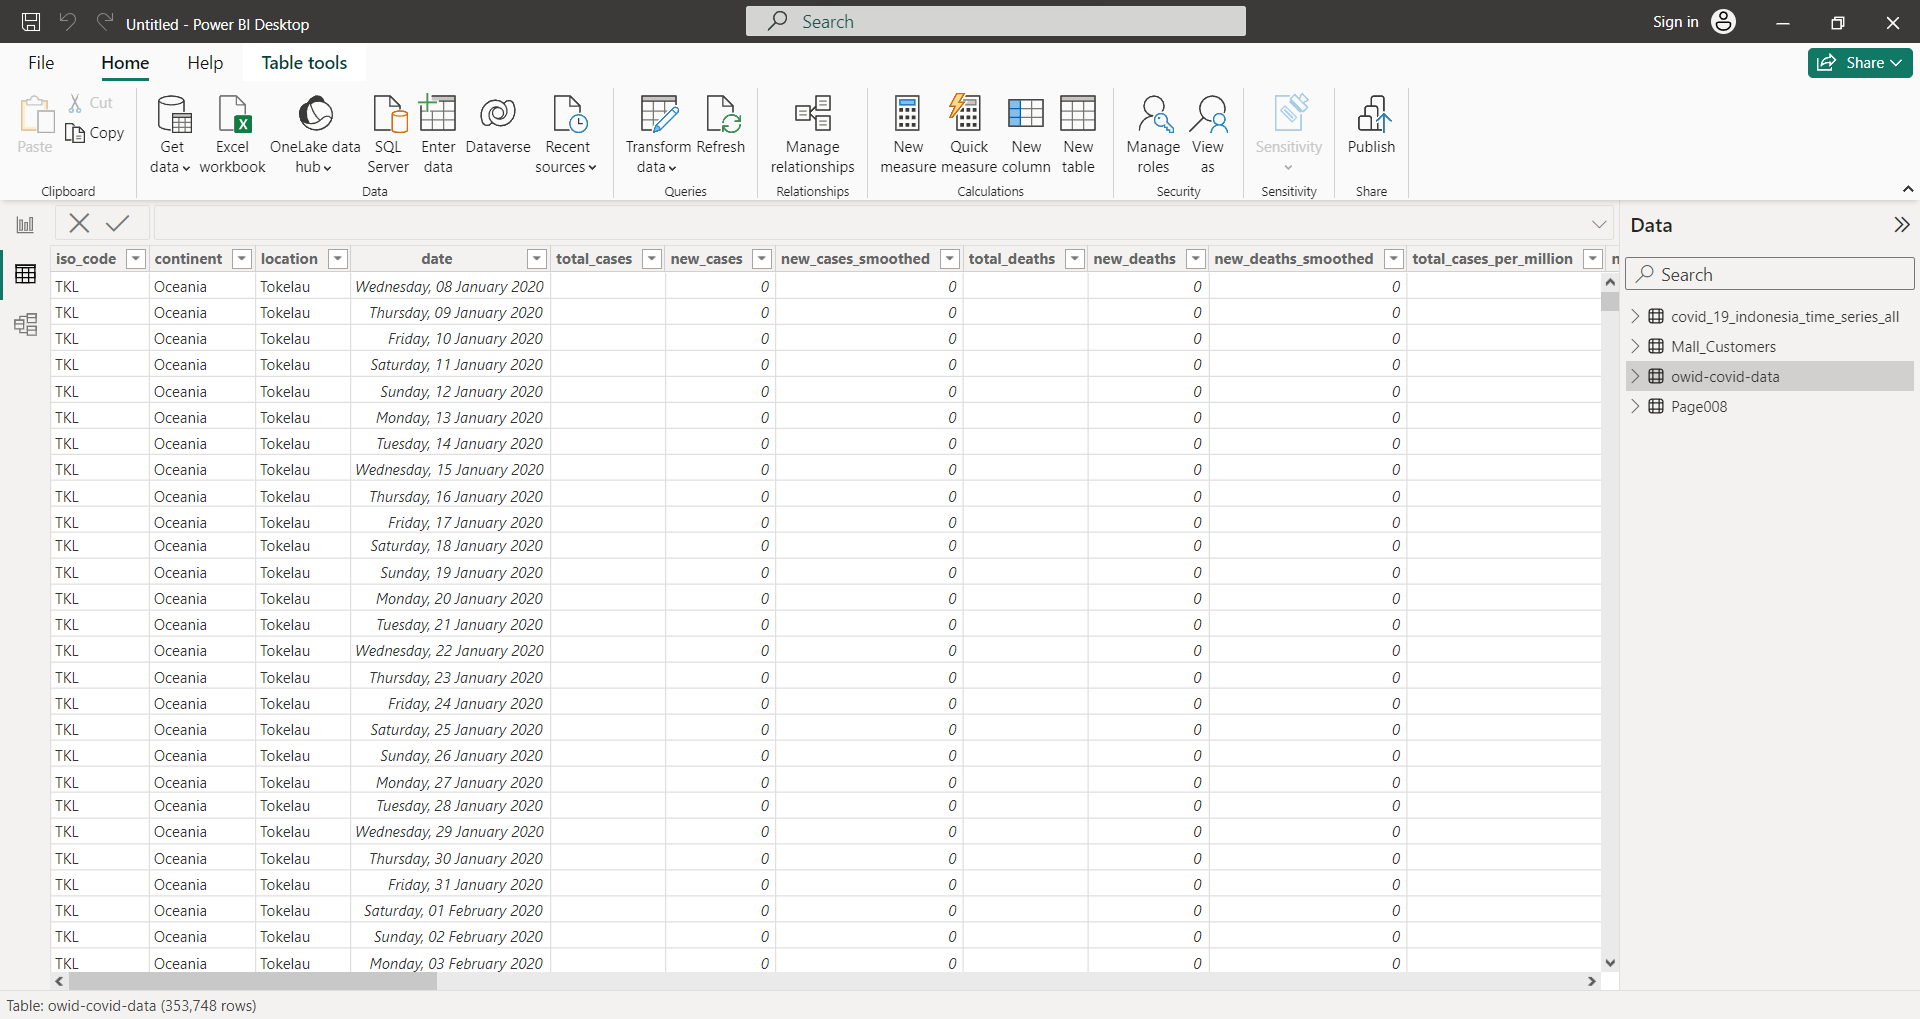 Untitled - Power BI Desktop
Search
Sign in
File Home Help Table tools
Share
Paste
Cut
Copy
Clipboard
Get data
Excel workbook
OneLake data hub
SQL Server
Enter data
Dataverse
Recent sources
Data
Transform data
Refresh
Queries
Manage relationships
Relationships
New measure
Quick measure
New column
New table
Calculations
Manage roles
View as
Security
Sensitivity
Sensitivity
Publish
Share
iso_code continent location date total_cases new_cases new_cases_smoothed total_deaths new_deaths new_deaths_smoothed total_cases_per_million
TKL Oceania Tokelau Wednesday, 08 January 2020 0 0 0 0
TKL Oceania Tokelau Thursday, 09 January 2020 0 0 0 0
TKL Oceania Tokelau Friday, 10 January 2020 0 0 0 0
TKL Oceania Tokelau Saturday, 11 January 2020 0 0 0 0
TKL Oceania Tokelau Sunday, 12 January 2020 0 0 0 0
TKL Oceania Tokelau Monday, 13 January 2020 0 0 0 0
TKL Oceania Tokelau Tuesday, 14 January 2020 0 0 0 0
TKL Oceania Tokelau Wednesday, 15 January 2020 0 0 0 0
TKL Oceania Tokelau Thursday, 16 January 2020 0 0 0 0
TKL Oceania Tokelau Friday, 17 January 2020 0 0 0 0
TKL Oceania Tokelau Saturday, 18 January 2020 0 0 0 0
TKL Oceania Tokelau Sunday, 19 January 2020 0 0 0 0
TKL Oceania Tokelau Monday, 20 January 2020 0 0 0 0
TKL Oceania Tokelau Tuesday, 21 January 2020 0 0 0 0
TKL Oceania Tokelau Wednesday, 22 January 2020 0 0 0 0
TKL Oceania Tokelau Thursday, 23 January 2020 0 0 0 0
TKL Oceania Tokelau Friday, 24 January 2020 0 0 0 0
TKL Oceania Tokelau Saturday, 25 January 2020 0 0 0 0
TKL Oceania Tokelau Sunday, 26 January 2020 0 0 0 0
TKL Oceania Tokelau Monday, 27 January 2020 0 0 0 0
TKL Oceania Tokelau Tuesday, 28 January 2020 0 0 0 0
TKL Oceania Tokelau Wednesday, 29 January 2020 0 0 0 0
TKL Oceania Tokelau Thursday, 30 January 2020 0 0 0 0
TKL Oceania Tokelau Friday, 31 January 2020 0 0 0 0
TKL Oceania Tokelau Saturday, 01 February 2020 0 0 0 0
TKL Oceania Tokelau Sunday, 02 February 2020 0 0 0 0
TKL Oceania Tokelau Monday, 03 February 2020 0 0 0 0
Data
Search
covid_19_indonesia_time_series_all
Mall_Customers
owid-covid-data
Page008
Table: owid-covid-data (353,748 rows)